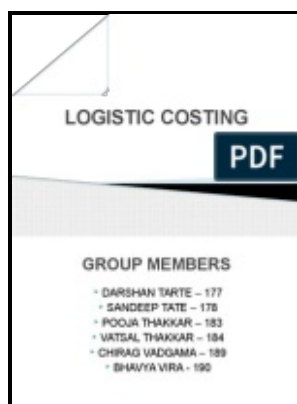 LOGISTIC COSTING
PDF
GROUP MEMBERS
• DARSHAN TARTE – 177
• SANDEEP TATE – 178
• POOJA THAKKAR – 183
• VATSAL THAKKAR – 184
• CHIRAG VADGAMA – 189
• BHAVYA VIRA - 190